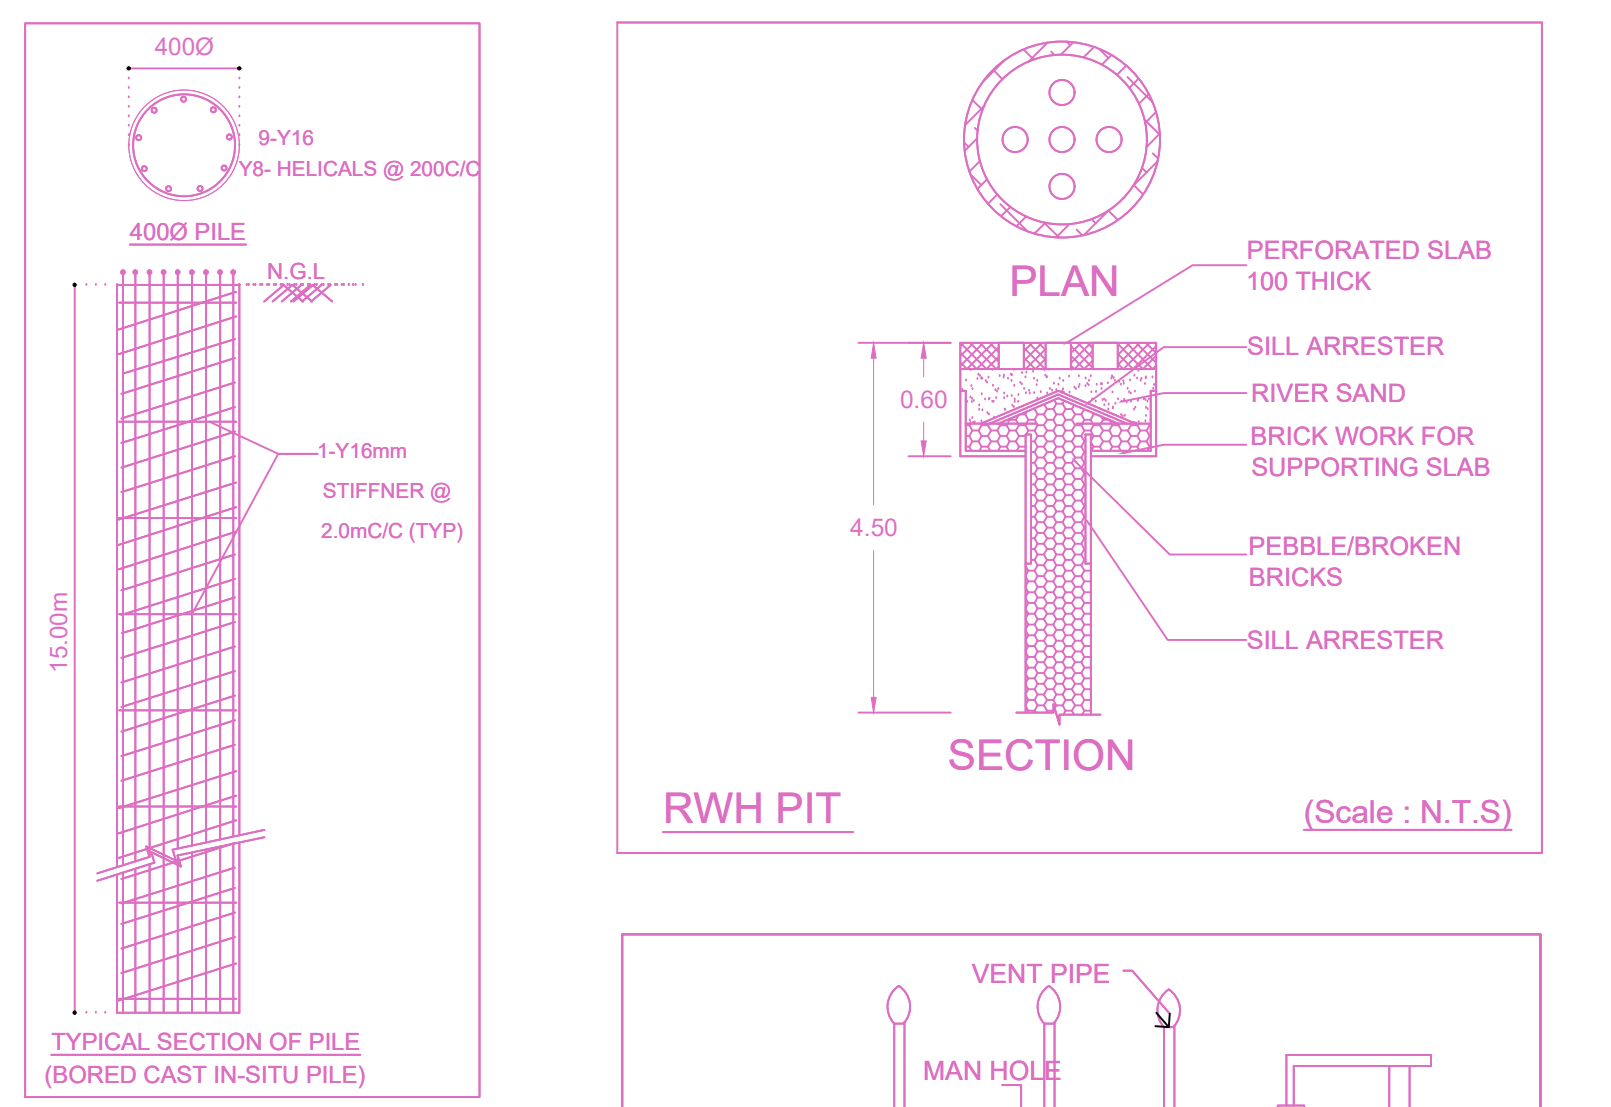 400Ø
9-Y16
Y8- HELICALS @ 200C/C
400Ø PILE
N.G.L
1-Y16mm
STIFFNER @
2.0mC/C (TYP)
15.00m
TYPICAL SECTION OF PILE
(BORED CAST IN-SITU PILE)
PLAN
PERFORATED SLAB
100 THICK
SILL ARRESTER
0.60
RIVER SAND
BRICK WORK FOR
SUPPORTING SLAB
4.50
PEBBLE/BROKEN
BRICKS
SILL ARRESTER
SECTION
RWH PIT
(Scale : N.T.S)
VENT PIPE
MAN HOLE